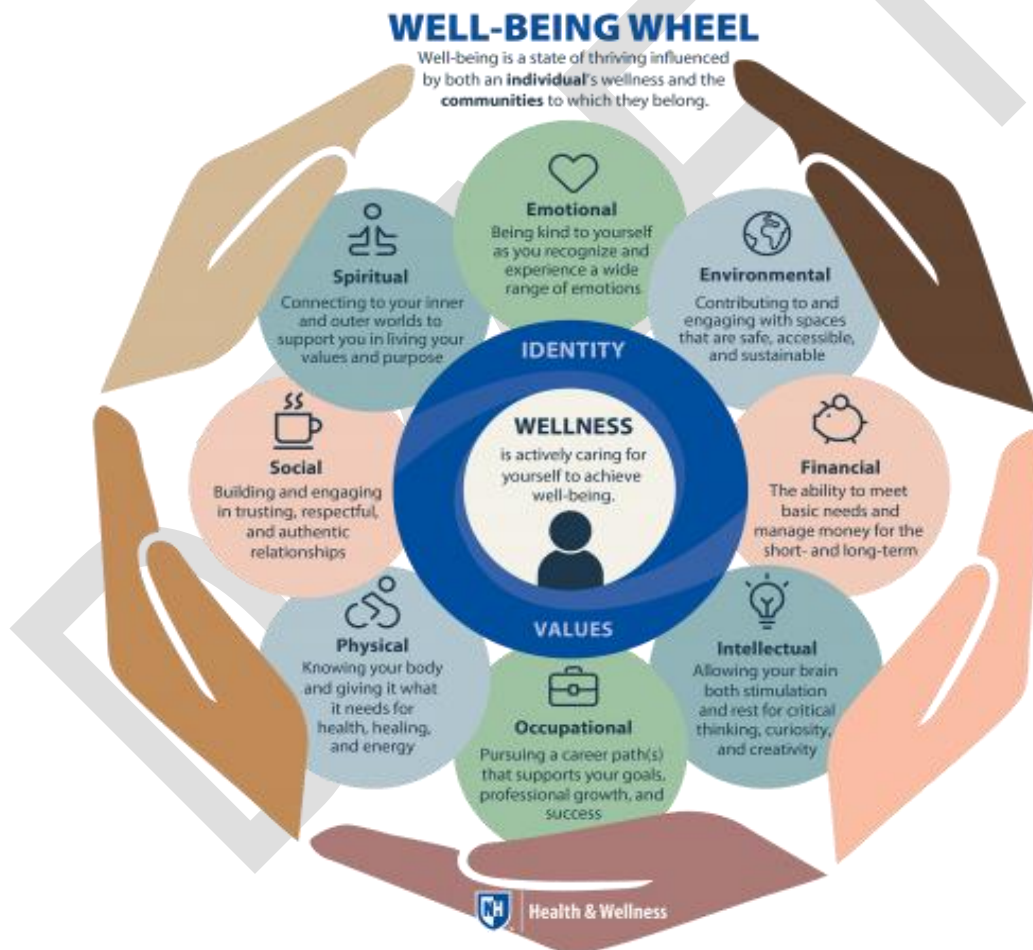 WELL-BEING WHEEL
Well-being is a state of thriving influenced
by both an individual's wellness and the
communities to which they belong.
Emotional
Being kind to yourself
as you recognize and
experience a wide
range of emotions
Environmental
Contributing to and
engaging with spaces
that are safe, accessible,
and sustainable
Financial
The ability to meet
basic needs and
manage money for the
short- and long-term
Intellectual
Allowing your brain
both stimulation
and rest for critical
thinking, curiosity,
and creativity
Occupational
Pursuing a career path(s)
that supports your goals,
professional growth, and
success
Physical
Knowing your body
and giving it what
it needs for
health, healing,
and energy
Social
Building and engaging
in trusting, respectful,
and authentic
relationships
Spiritual
Connecting to your inner
and outer worlds to
support you in living your
values and purpose
IDENTITY
WELLNESS
is actively caring for
yourself to achieve
well-being.
VALUES
NH
Health & Wellness